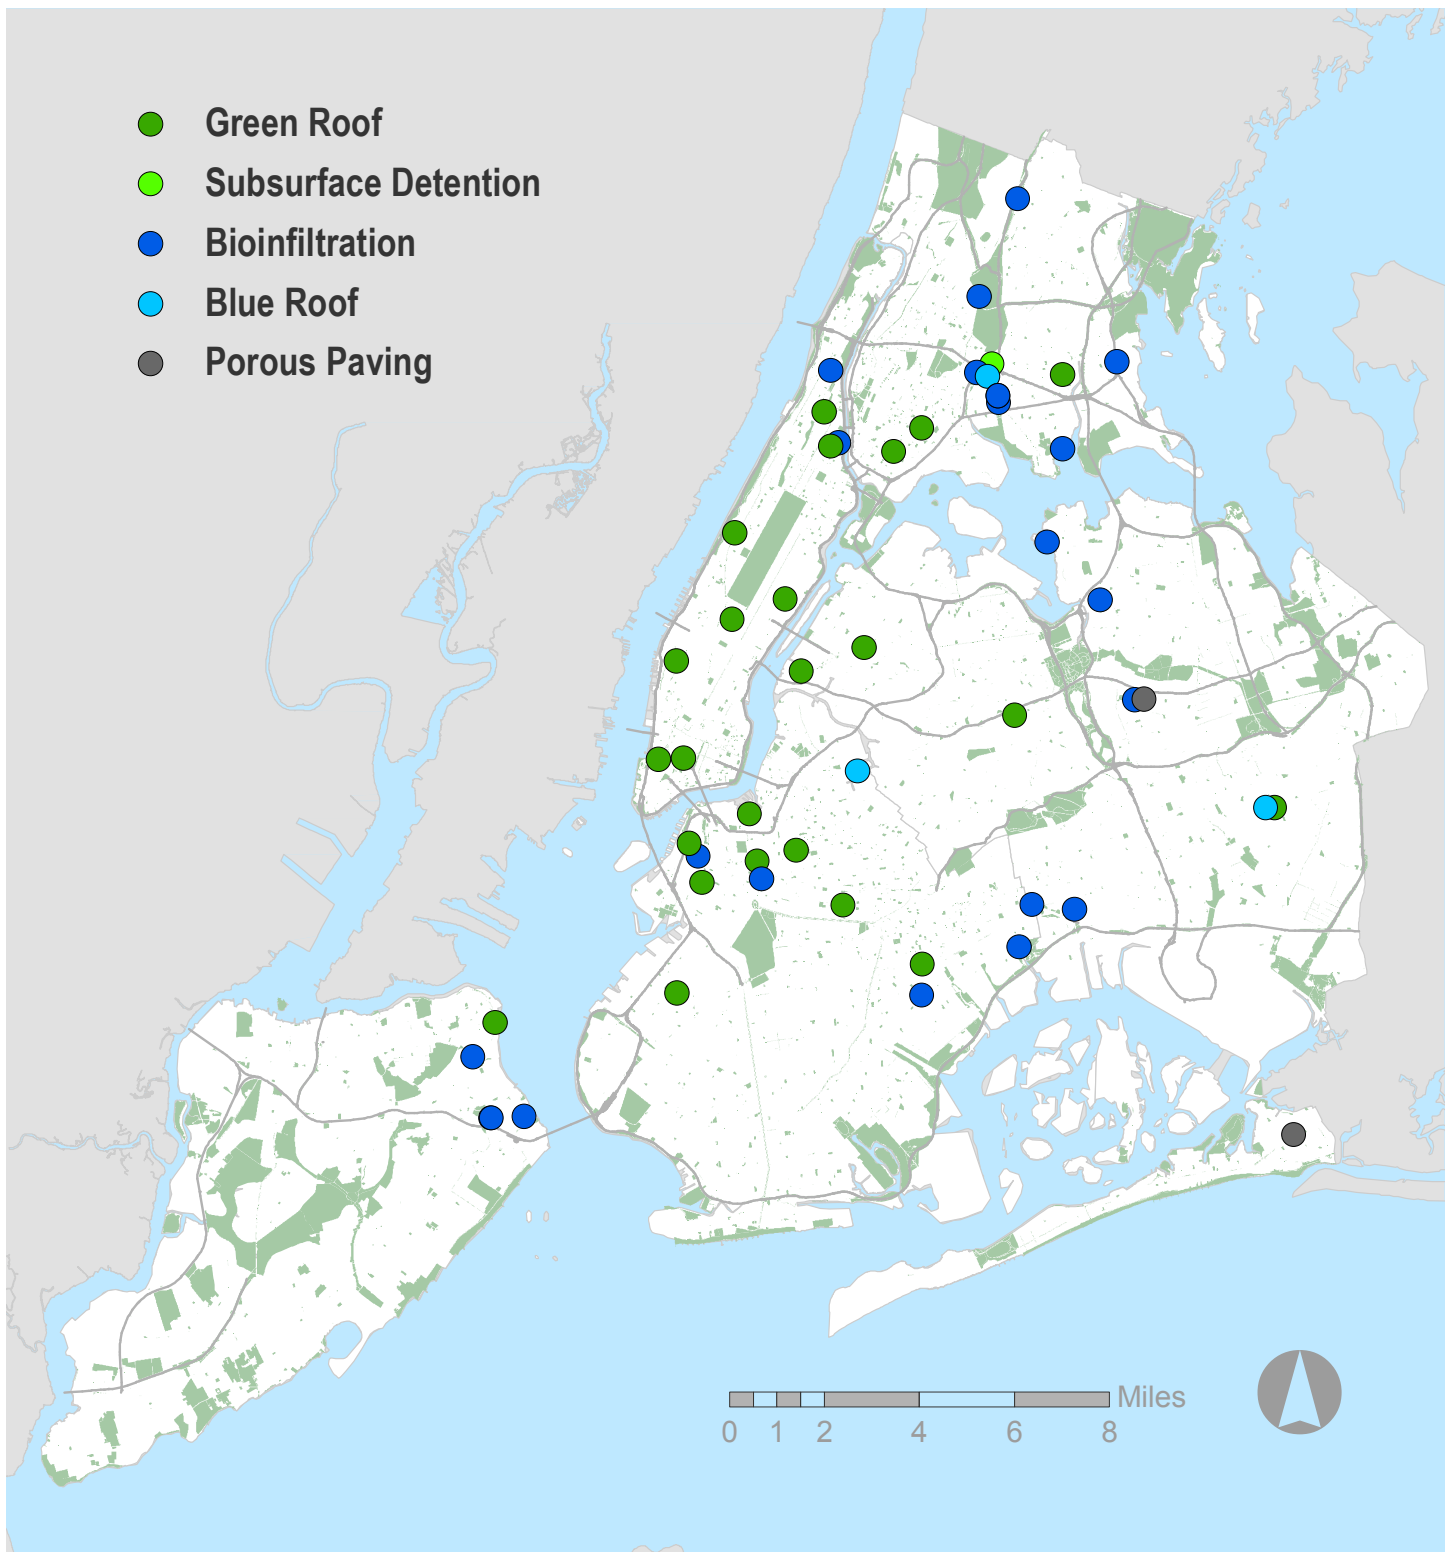 Green Roof
Subsurface Detention
Bioinfiltration
Blue Roof
Porous Paving
Miles
0 1 2 4 6 8